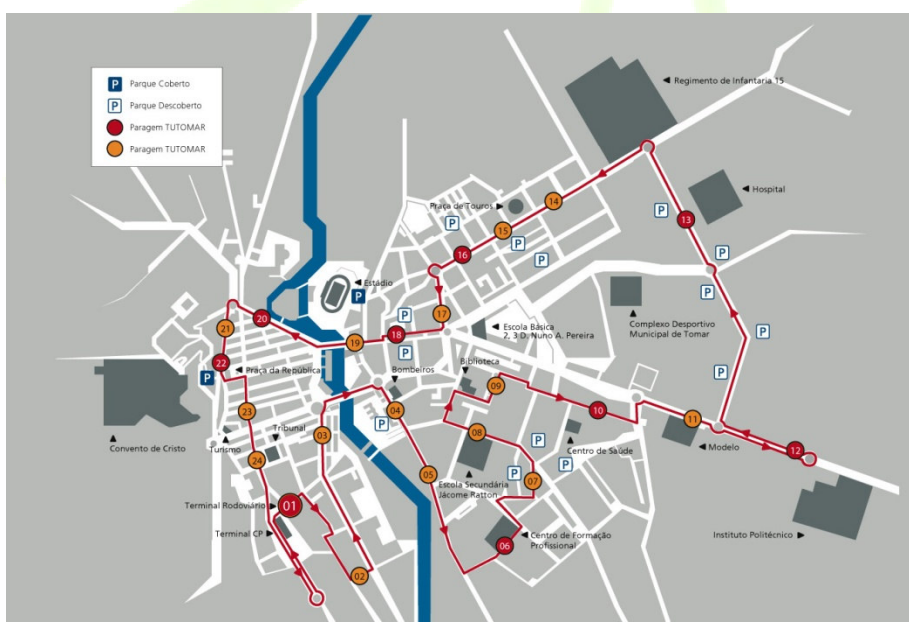 P Parque Coberto
P Parque Descoberto
Paragem TUTOMAR
Paragem TUTOMAR
Regimento de Infantaria 15
Hospital
P
13
14
Praça de Touros
P
15
P
16
P
Estádio
P
P
P
17
20
21
P
18
19
P
Escola Básica
2, 3 D. Nuno A. Pereira
Complexo Desportivo
Municipal de Tomar
P
22
P
Praça da República
Bombeiros
Biblioteca
09
P
23
04
P
10
11
Convento de Cristo
Turismo
Tribunal
03
08
P
Centro de Saúde
Modelo
12
24
05
Escola Secundária
Jácome Ratton
P
07
P
Terminal Rodoviário
01
Terminal CP
06
Centro de Formação
Profissional
Instituto Politécnico
02